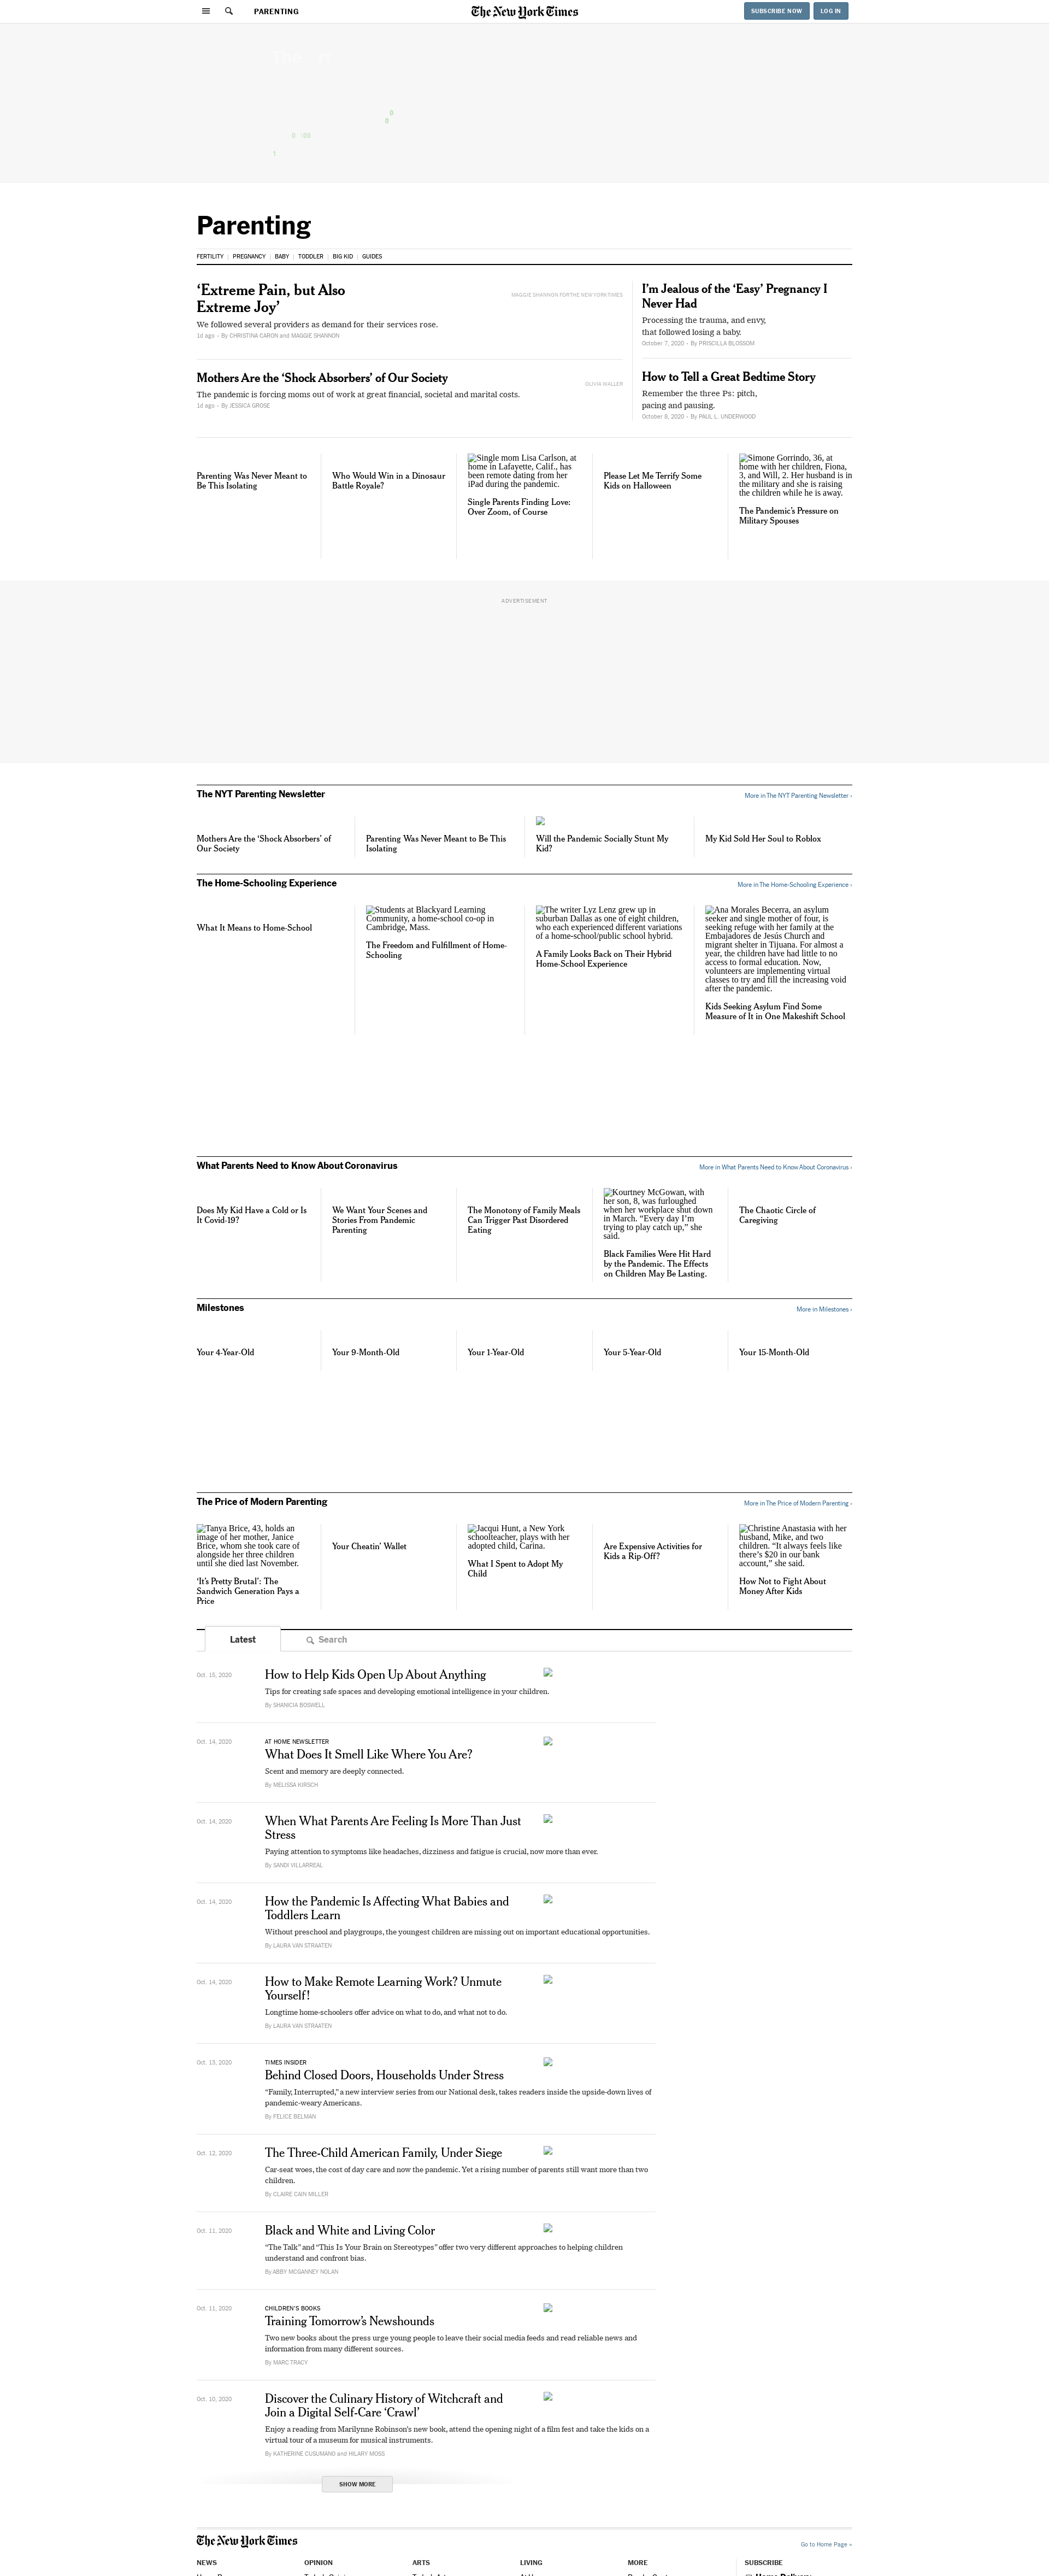 PARENTING
The New York Times
SUBSCRIBE NOW
LOG IN
Parenting
FERTILITY
PREGNANCY
BABY
TODDLER
BIG KID
GUIDES
‘Extreme Pain, but Also
Extreme Joy’
We followed several providers as demand for their services rose.
1d ago • By CHRISTINA CARON and MAGGIE SHANNON
MAGGIE SHANNON FOR THE NEW YORK TIMES
Mothers Are the ‘Shock Absorbers’ of Our Society
The pandemic is forcing moms out of work at great financial, societal and marital costs.
1d ago • By JESSICA GROSE
OLIVIA WALLER
I’m Jealous of the ‘Easy’ Pregnancy I
Never Had
Processing the trauma, and envy,
that followed losing a baby.
October 7, 2020 • By PRISCILLA BLOSSOM
How to Tell a Great Bedtime Story
Remember the three Ps: pitch,
pacing and pausing.
October 8, 2020 • By PAUL L. UNDERWOOD
Parenting Was Never Meant to
Be This Isolating
Who Would Win in a Dinosaur
Battle Royale?
Single mom Lisa Carlson, at
home in Lafayette, Calif., has
been remote dating from her
iPad during the pandemic.
Single Parents Finding Love:
Over Zoom, of Course
Please Let Me Terrify Some
Kids on Halloween
Simone Gorrindo, 36, at
home with her children, Fiona,
3, and Will, 2. Her husband is in
the military and she is raising
the children while he is away.
The Pandemic’s Pressure on
Military Spouses
ADVERTISEMENT
The NYT Parenting Newsletter
More in The NYT Parenting Newsletter ›
Mothers Are the ‘Shock Absorbers’ of
Our Society
Parenting Was Never Meant to Be This
Isolating
Will the Pandemic Socially Stunt My
Kid?
My Kid Sold Her Soul to Roblox
The Home-Schooling Experience
More in The Home-Schooling Experience ›
What It Means to Home-School
Students at Blackyard Learning
Community, a home-school co-op in
Cambridge, Mass.
The Freedom and Fulfillment of Home-
Schooling
The writer Lyz Lenz grew up in
suburban Dallas as one of eight children,
who each experienced different variations
of a home-school/public school hybrid.
A Family Looks Back on Their Hybrid
Home-School Experience
Ana Morales Becerra, an asylum
seeker and single mother of four, is
seeking refuge with her family at the
Embajadores de Jesús Church and
migrant shelter in Tijuana. For almost a
year, the children have had little to no
access to formal education. Now,
volunteers are implementing virtual
classes to try and fill the increasing void
after the pandemic.
Kids Seeking Asylum Find Some
Measure of It in One Makeshift School
What Parents Need to Know About Coronavirus
More in What Parents Need to Know About Coronavirus ›
Does My Kid Have a Cold or Is
It Covid-19?
We Want Your Scenes and
Stories From Pandemic
Parenting
The Monotony of Family Meals
Can Trigger Past Disordered
Eating
Kourtney McGowan, with
her son, 8, was furloughed
when her workplace shut down
in March. “Every day I’m
trying to play catch up,” she
said.
Black Families Were Hit Hard
by the Pandemic. The Effects
on Children May Be Lasting.
The Chaotic Circle of
Caregiving
Milestones
More in Milestones ›
Your 4-Year-Old
Your 9-Month-Old
Your 1-Year-Old
Your 5-Year-Old
Your 15-Month-Old
The Price of Modern Parenting
More in The Price of Modern Parenting ›
Tanya Brice, 43, holds an
image of her mother, Janice
Brice, whom she took care of
alongside her three children
until she died last November.
‘It’s Pretty Brutal’: The
Sandwich Generation Pays a
Price
Your Cheatin’ Wallet
Jacqui Hunt, a New York
schoolteacher, plays with her
adopted child, Carina.
What I Spent to Adopt My
Child
Are Expensive Activities for
Kids a Rip-Off?
Christine Anastasia with her
husband, Mike, and two
children. “It always feels like
there’s $20 in our bank
account,” she said.
How Not to Fight About
Money After Kids
Latest
Search
Oct. 15, 2020
How to Help Kids Open Up About Anything
Tips for creating safe spaces and developing emotional intelligence in your children.
By SHANICIA BOSWELL
Oct. 14, 2020
AT HOME NEWSLETTER
What Does It Smell Like Where You Are?
Scent and memory are deeply connected.
By MELISSA KIRSCH
Oct. 14, 2020
When What Parents Are Feeling Is More Than Just
Stress
Paying attention to symptoms like headaches, dizziness and fatigue is crucial, now more than ever.
By SANDI VILLARREAL
Oct. 14, 2020
How the Pandemic Is Affecting What Babies and
Toddlers Learn
Without preschool and playgroups, the youngest children are missing out on important educational opportunities.
By LAURA VAN STRAATEN
Oct. 14, 2020
How to Make Remote Learning Work? Unmute
Yourself!
Longtime home-schoolers offer advice on what to do, and what not to do.
By LAURA VAN STRAATEN
Oct. 13, 2020
TIMES INSIDER
Behind Closed Doors, Households Under Stress
“Family, Interrupted,” a new interview series from our National desk, takes readers inside the upside-down lives of
pandemic-weary Americans.
By FELICE BELMAN
Oct. 12, 2020
The Three-Child American Family, Under Siege
Car-seat woes, the cost of day care and now the pandemic. Yet a rising number of parents still want more than two
children.
By CLAIRE CAIN MILLER
Oct. 11, 2020
Black and White and Living Color
“The Talk” and “This Is Your Brain on Stereotypes” offer two very different approaches to helping children
understand and confront bias.
By ABBY MCGANNEY NOLAN
Oct. 11, 2020
CHILDREN’S BOOKS
Training Tomorrow’s Newshounds
Two new books about the press urge young people to leave their social media feeds and read reliable news and
information from many different sources.
By MARC TRACY
Oct. 10, 2020
Discover the Culinary History of Witchcraft and
Join a Digital Self-Care ‘Crawl’
Enjoy a reading from Marilynne Robinson’s new book, attend the opening night of a film fest and take the kids on a
virtual tour of a museum for musical instruments.
By KATHERINE CUSUMANO and HILARY MOSS
SHOW MORE
The New York Times
Go to Home Page »
NEWS
OPINION
ARTS
LIVING
MORE
SUBSCRIBE